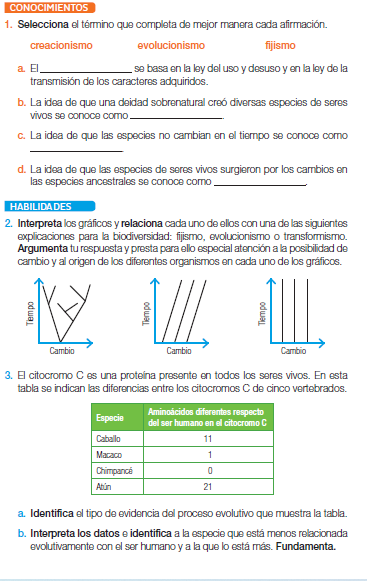 CONOCIMIENTOS
1. Selecciona el término que completa de mejor manera cada afirmación.
creacionismo evolucionismo fijismo
a. El ______________ se basa en la ley del uso y desuso y en la ley de la
transmisión de los caracteres adquiridos.
b. La idea de que una deidad sobrenatural creó diversas especies de seres
vivos se conoce como ______________.
c. La idea de que las especies no cambian en el tiempo se conoce como
______________.
d. La idea de que las especies de seres vivos surgieron por los cambios en
las especies ancestrales se conoce como ______________.
HABILIDADES
2. Interpreta los gráficos y relaciona cada uno de ellos con una de las siguientes
explicaciones para la biodiversidad: fijismo, evolucionismo o transformismo.
Argumenta tu respuesta y presta para ello especial atención a la posibilidad de
cambio y al origen de los diferentes organismos en cada uno de los gráficos.
Tiempo Tiempo Tiempo
Cambio Cambio Cambio
3. El citocromo C es una proteína presente en todos los seres vivos. En esta
tabla se indican las diferencias entre los citocromos C de cinco vertebrados.
Especie Aminoácidos diferentes respecto
del ser humano en el citocromo C
Caballo 11
Macaco 1
Chimpancé 0
Atún 21
a. Identifica el tipo de evidencia del proceso evolutivo que muestra la tabla.
b. Interpreta los datos e identifica a la especie que está menos relacionada
evolutivamente con el ser humano y a la que lo está más. Fundamenta.